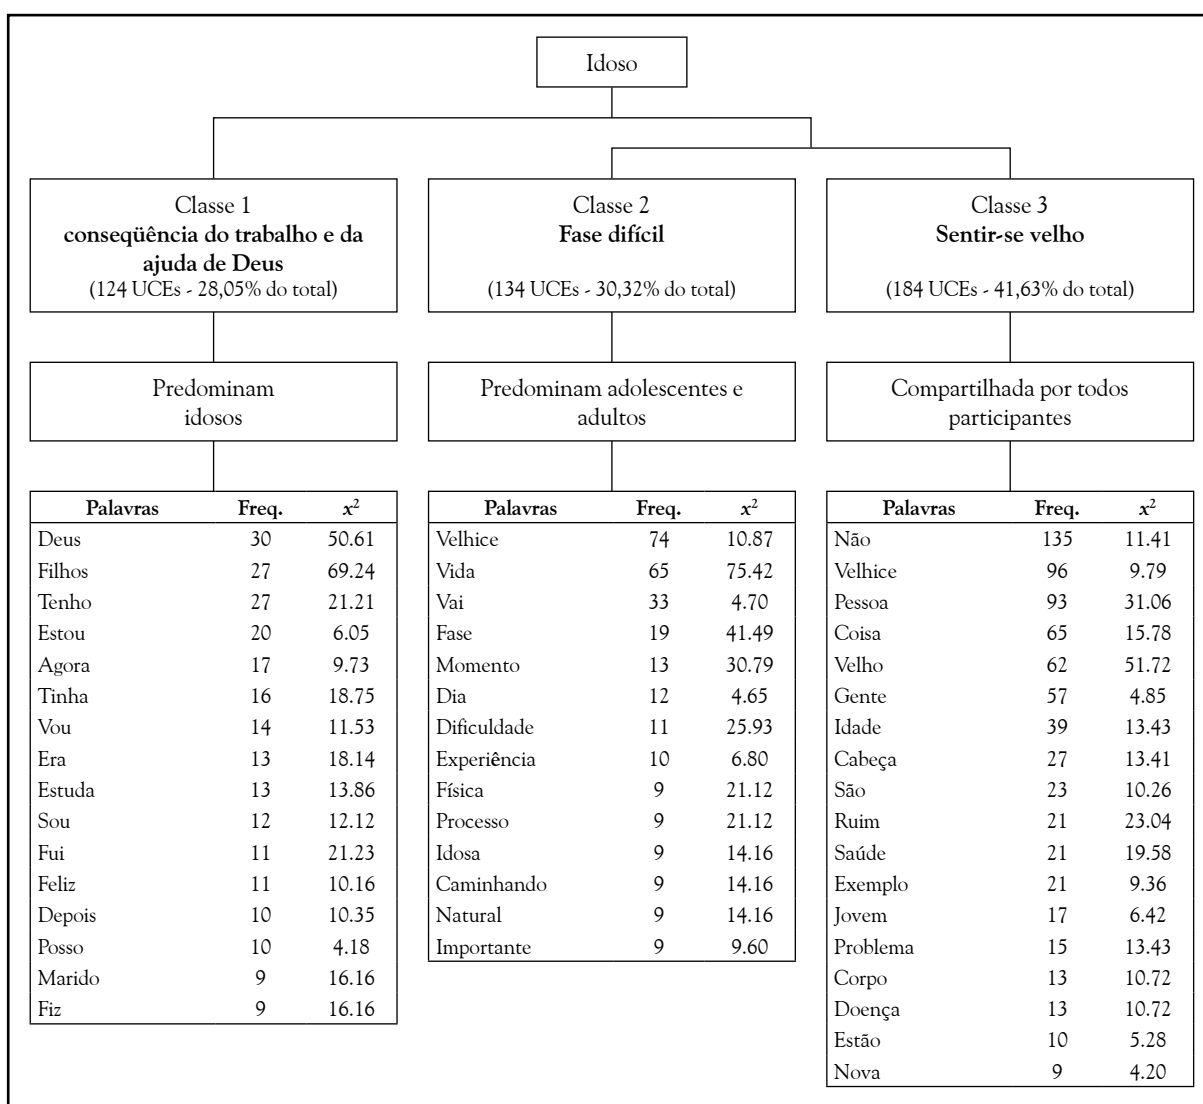 Idoso
Classe 1
conseqüência do trabalho e da
ajuda de Deus
(124 UCEs - 28,05% do total)
Predominam
idosos
Palavras Freq. x²
Deus 30 50.61
Filhos 27 69.24
Tenho 27 21.21
Estou 20 6.05
Agora 17 9.73
Tinha 16 18.75
Vou 14 11.53
Era 13 18.14
Estuda 13 13.86
Sou 12 12.12
Fui 11 21.23
Feliz 11 10.16
Depois 10 10.35
Posso 10 4.18
Marido 9 16.16
Fiz 9 16.16
Classe 2
Fase difícil
(134 UCEs - 30,32% do total)
Predominam adolescentes e
adultos
Palavras Freq. x²
Velhice 74 10.87
Vida 65 75.42
Vai 33 4.70
Fase 19 41.49
Momento 13 30.79
Dia 12 4.65
Dificuldade 11 25.93
Experiência 10 6.80
Física 9 21.12
Processo 9 21.12
Idosa 9 14.16
Caminhando 9 14.16
Natural 9 14.16
Importante 9 9.60
Classe 3
Sentir-se velho
(184 UCEs - 41,63% do total)
Compartilhada por todos
participantes
Palavras Freq. x²
Não 135 11.41
Velhice 96 9.79
Pessoa 93 31.06
Coisa 65 15.78
Velho 62 51.72
Gente 57 4.85
Idade 39 13.43
Cabeça 27 13.41
São 23 10.26
Ruim 21 23.04
Saúde 21 19.58
Exemplo 21 9.36
Jovem 17 6.42
Problema 15 13.43
Corpo 13 10.72
Doença 13 10.72
Estão 10 5.28
Nova 9 4.20